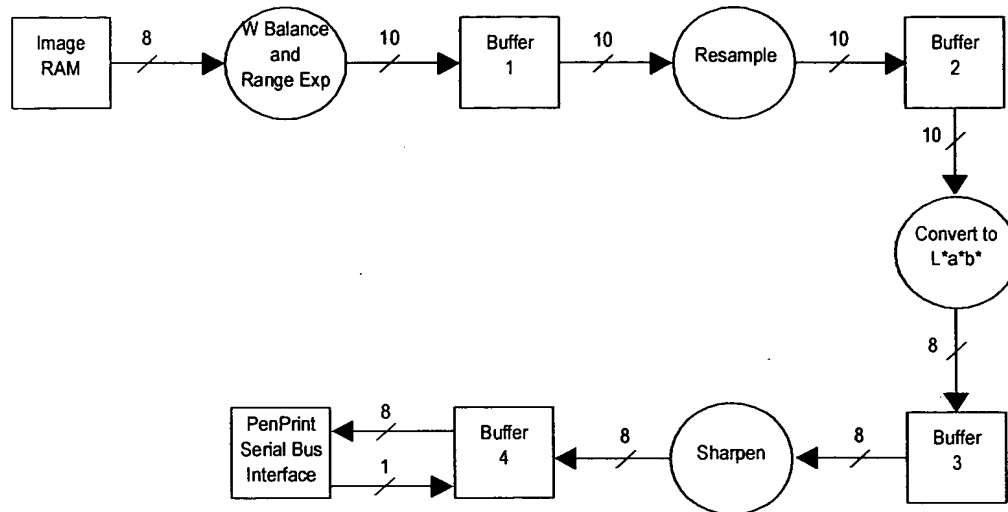 Image
RAM
8
W Balance
and
Range Exp
10
Buffer
1
10
Resample
10
Buffer
2
10
Convert to
L*a*b*
8
Buffer
3
8
Sharpen
8
Buffer
4
8
1
PenPrint
Serial Bus
Interface